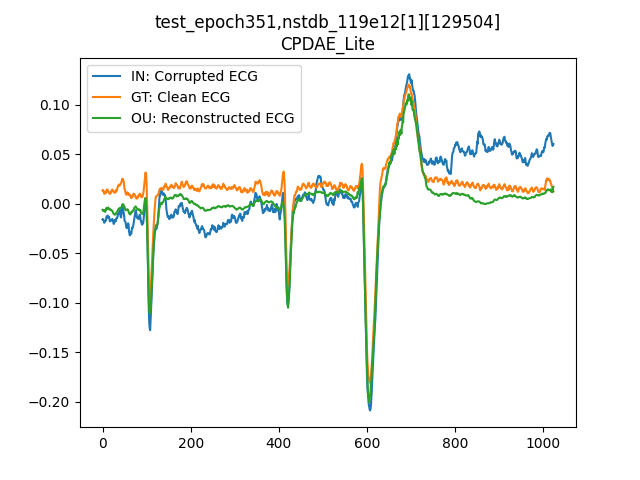 test_epoch351,nstdb_119e12[1][129504]
CPDAE_Lite
IN: Corrupted ECG
GT: Clean ECG
OU: Reconstructed ECG
0.10
0.05
0.00
−0.05
−0.10
−0.15
−0.20
0 200 400 600 800 1000